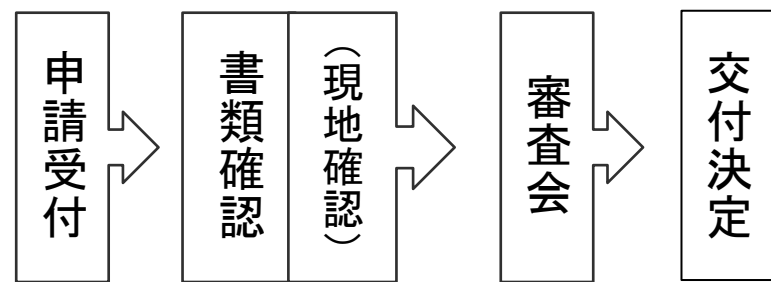 申請受付
書類確認
（現地確認）
審査会
交付決定